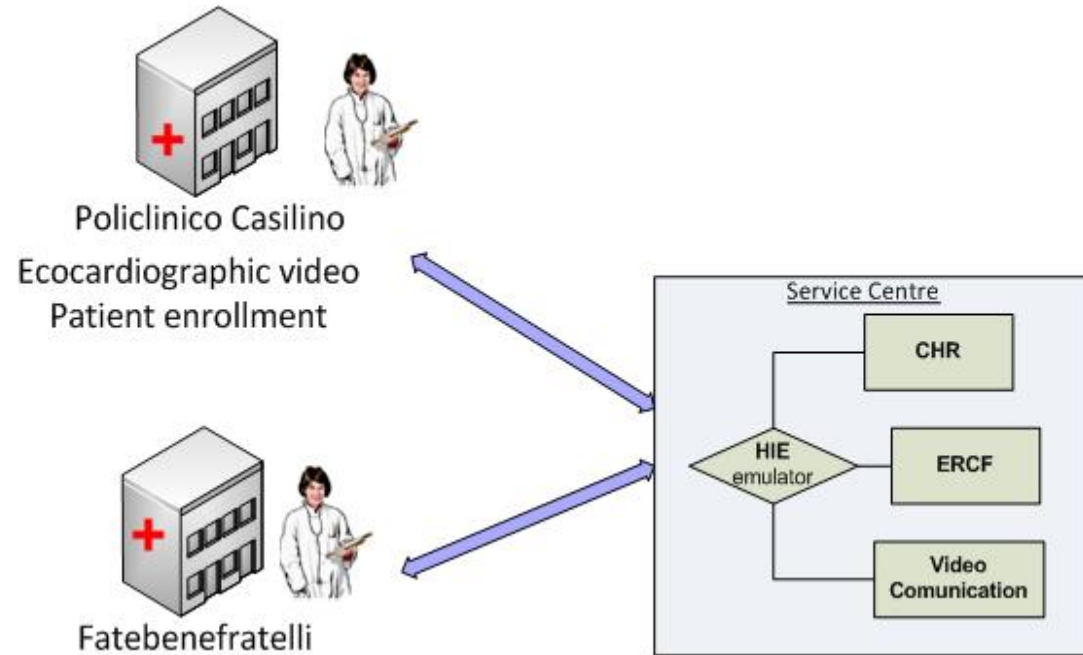 Policlinico Casilino
Ecocardiographic video
Patient enrollment
Fatebenefratelli
Service Centre
CHR
HIE
emulator
ERCF
Video
Comunication